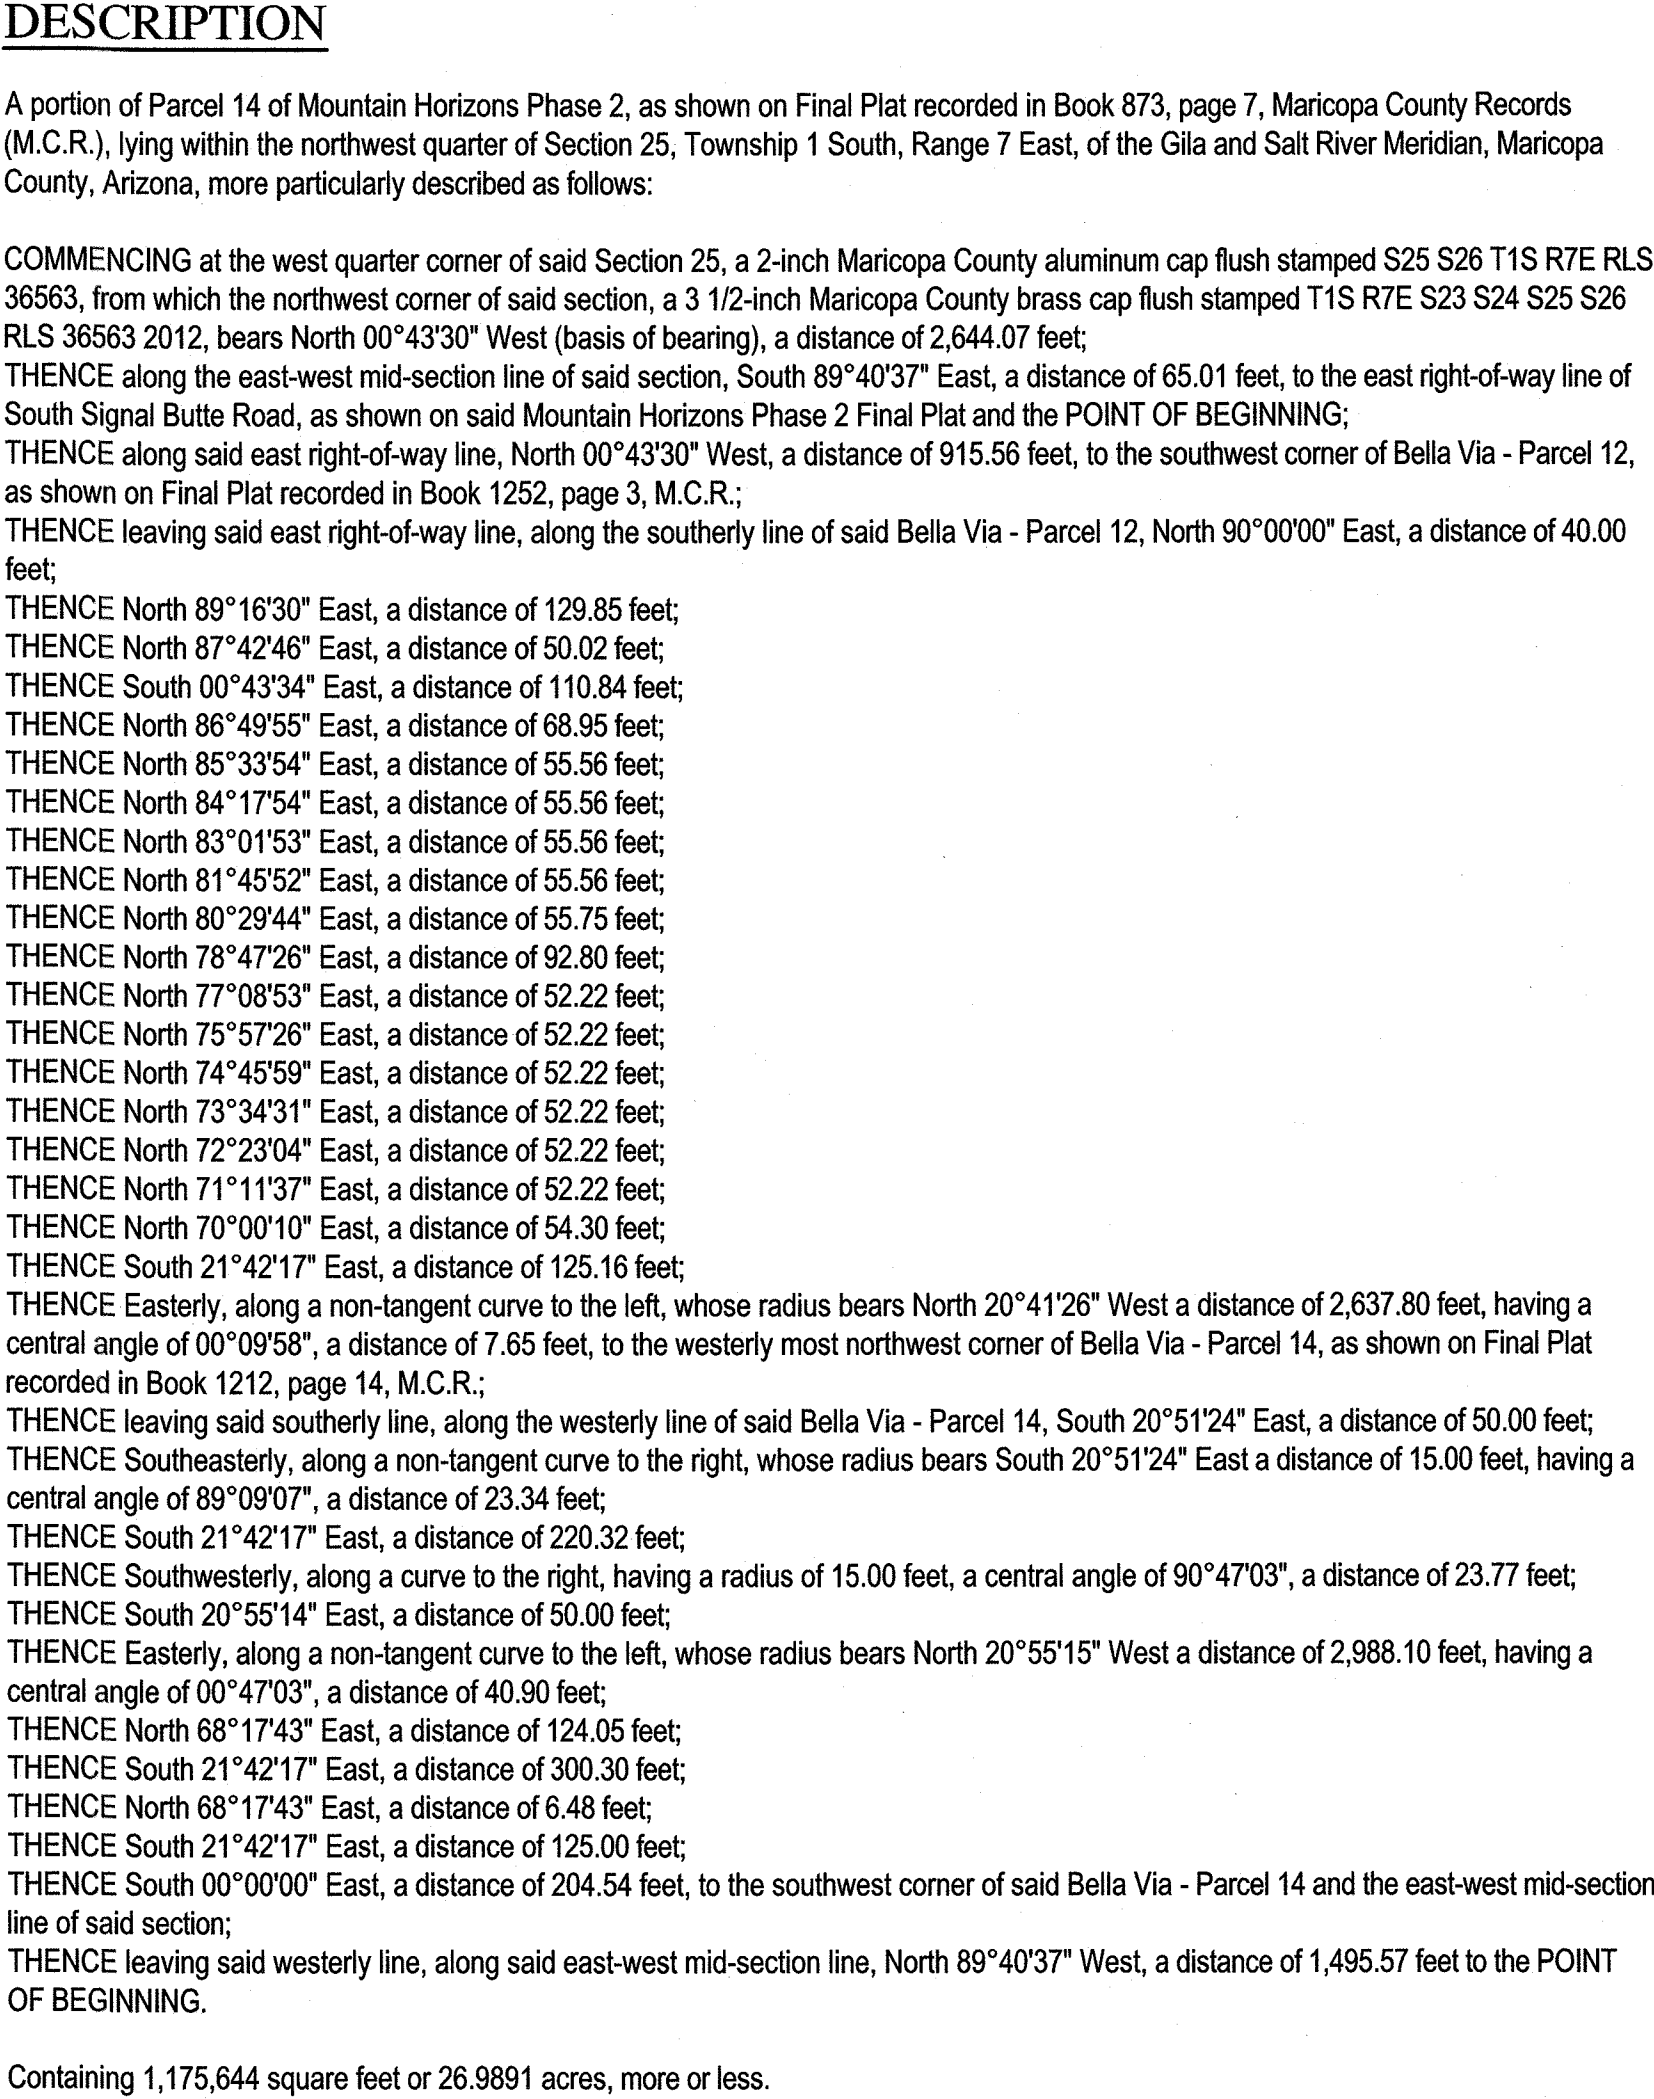 DESCRIPTION
A portion of Parcel 14 of Mountain Horizons Phase 2, as shown on Final Plat recorded in Book 873, page 7, Maricopa County Records
(M.C.R.), lying within the northwest quarter of Section 25, Township 1 South, Range 7 East, of the Gila and Salt River Meridian, Maricopa
County, Arizona, more particularly described as follows:
COMMENCING at the west quarter corner of said Section 25, a 2-inch Maricopa County aluminum cap flush stamped S25 S26 T1S R7E RLS
36563, from which the northwest corner of said section, a 3 1/2-inch Maricopa County brass cap flush stamped T1S R7E S23 S24 S25 S26
RLS 36563 2012, bears North 00°43'30" West (basis of bearing), a distance of 2,644.07 feet;
THENCE along the east-west mid-section line of said section, South 89°40'37" East, a distance of 65.01 feet, to the east right-of-way line of
South Signal Butte Road, as shown on said Mountain Horizons Phase 2 Final Plat and the POINT OF BEGINNING;
THENCE along said east right-of-way line, North 00°43'30" West, a distance of 915.56 feet, to the southwest corner of Bella Via - Parcel 12,
as shown on Final Plat recorded in Book 1252, page 3, M.C.R.;
THENCE leaving said east right-of-way line, along the southerly line of said Bella Via - Parcel 12, North 90°00'00" East, a distance of 40.00
feet;
THENCE North 89°16'30" East, a distance of 129.85 feet;
THENCE North 87°42'46" East, a distance of 50.02 feet;
THENCE South 00°43'34" East, a distance of 110.84 feet;
THENCE North 86°49'55" East, a distance of 68.95 feet;
THENCE North 85°33'54" East, a distance of 55.56 feet;
THENCE North 84°17'54" East, a distance of 55.56 feet;
THENCE North 83°01'53" East, a distance of 55.56 feet;
THENCE North 81°45'52" East, a distance of 55.56 feet;
THENCE North 80°29'44" East, a distance of 55.75 feet;
THENCE North 78°47'26" East, a distance of 92.80 feet;
THENCE North 77°08'53" East, a distance of 52.22 feet;
THENCE North 75°57'26" East, a distance of 52.22 feet;
THENCE North 74°45'59" East, a distance of 52.22 feet;
THENCE North 73°34'31" East, a distance of 52.22 feet;
THENCE North 72°23'04" East, a distance of 52.22 feet;
THENCE North 71°11'37" East, a distance of 52.22 feet;
THENCE North 70°00'10" East, a distance of 54.30 feet;
THENCE South 21°42'17" East, a distance of 125.16 feet;
THENCE Easterly, along a non-tangent curve to the left, whose radius bears North 20°41'26" West a distance of 2,637.80 feet, having a
central angle of 00°09'58", a distance of 7.65 feet, to the westerly most northwest corner of Bella Via - Parcel 14, as shown on Final Plat
recorded in Book 1212, page 14, M.C.R.;
THENCE leaving said southerly line, along the westerly line of said Bella Via - Parcel 14, South 20°51'24" East, a distance of 50.00 feet;
THENCE Southeasterly, along a non-tangent curve to the right, whose radius bears South 20°51'24" East a distance of 15.00 feet, having a
central angle of 89°09'07", a distance of 23.34 feet;
THENCE South 21°42'17" East, a distance of 220.32 feet;
THENCE Southwesterly, along a curve to the right, having a radius of 15.00 feet, a central angle of 90°47'03", a distance of 23.77 feet;
THENCE South 20°55'14" East, a distance of 50.00 feet;
THENCE Easterly, along a non-tangent curve to the left, whose radius bears North 20°55'15" West a distance of 2,988.10 feet, having a
central angle of 00°47'03", a distance of 40.90 feet;
THENCE North 68°17'43" East, a distance of 124.05 feet;
THENCE South 21°42'17" East, a distance of 300.30 feet;
THENCE North 68°17'43" East, a distance of 6.48 feet;
THENCE South 21°42'17" East, a distance of 125.00 feet;
THENCE South 00°00'00" East, a distance of 204.54 feet, to the southwest corner of said Bella Via - Parcel 14 and the east-west mid-section
line of said section;
THENCE leaving said westerly line, along said east-west mid-section line, North 89°40'37" West, a distance of 1,495.57 feet to the POINT
OF BEGINNING.
Containing 1,175,644 square feet or 26.9891 acres, more or less.